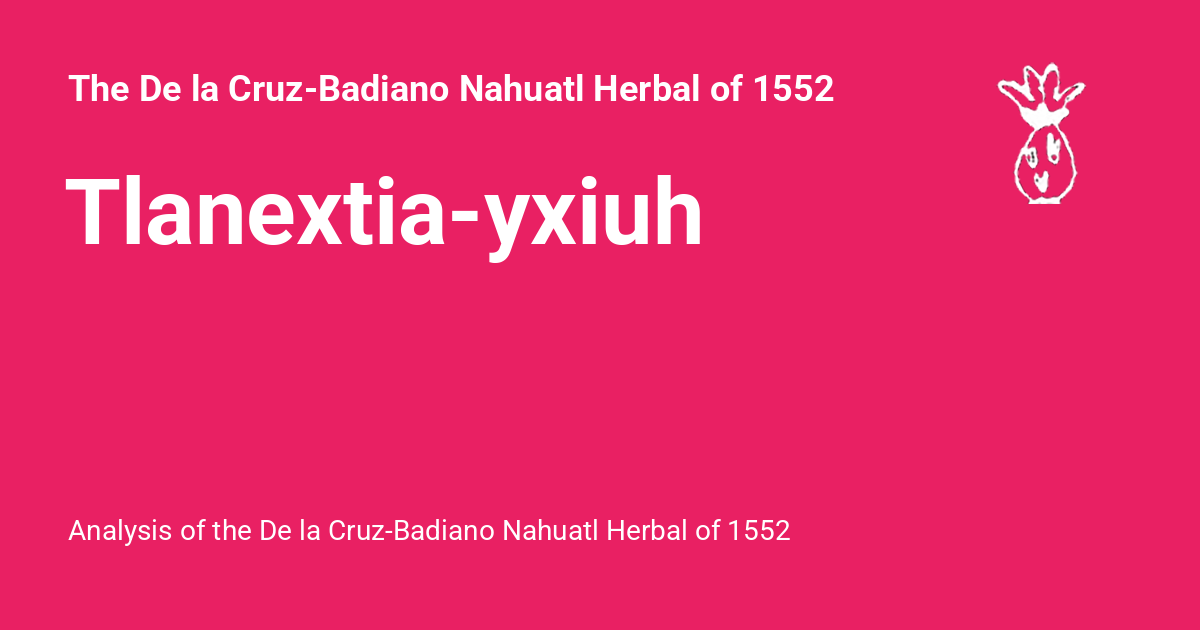 The De la Cruz-Badiano Nahuatl Herbal of 1552
Tlanextia-yxiuh
Analysis of the De la Cruz-Badiano Nahuatl Herbal of 1552